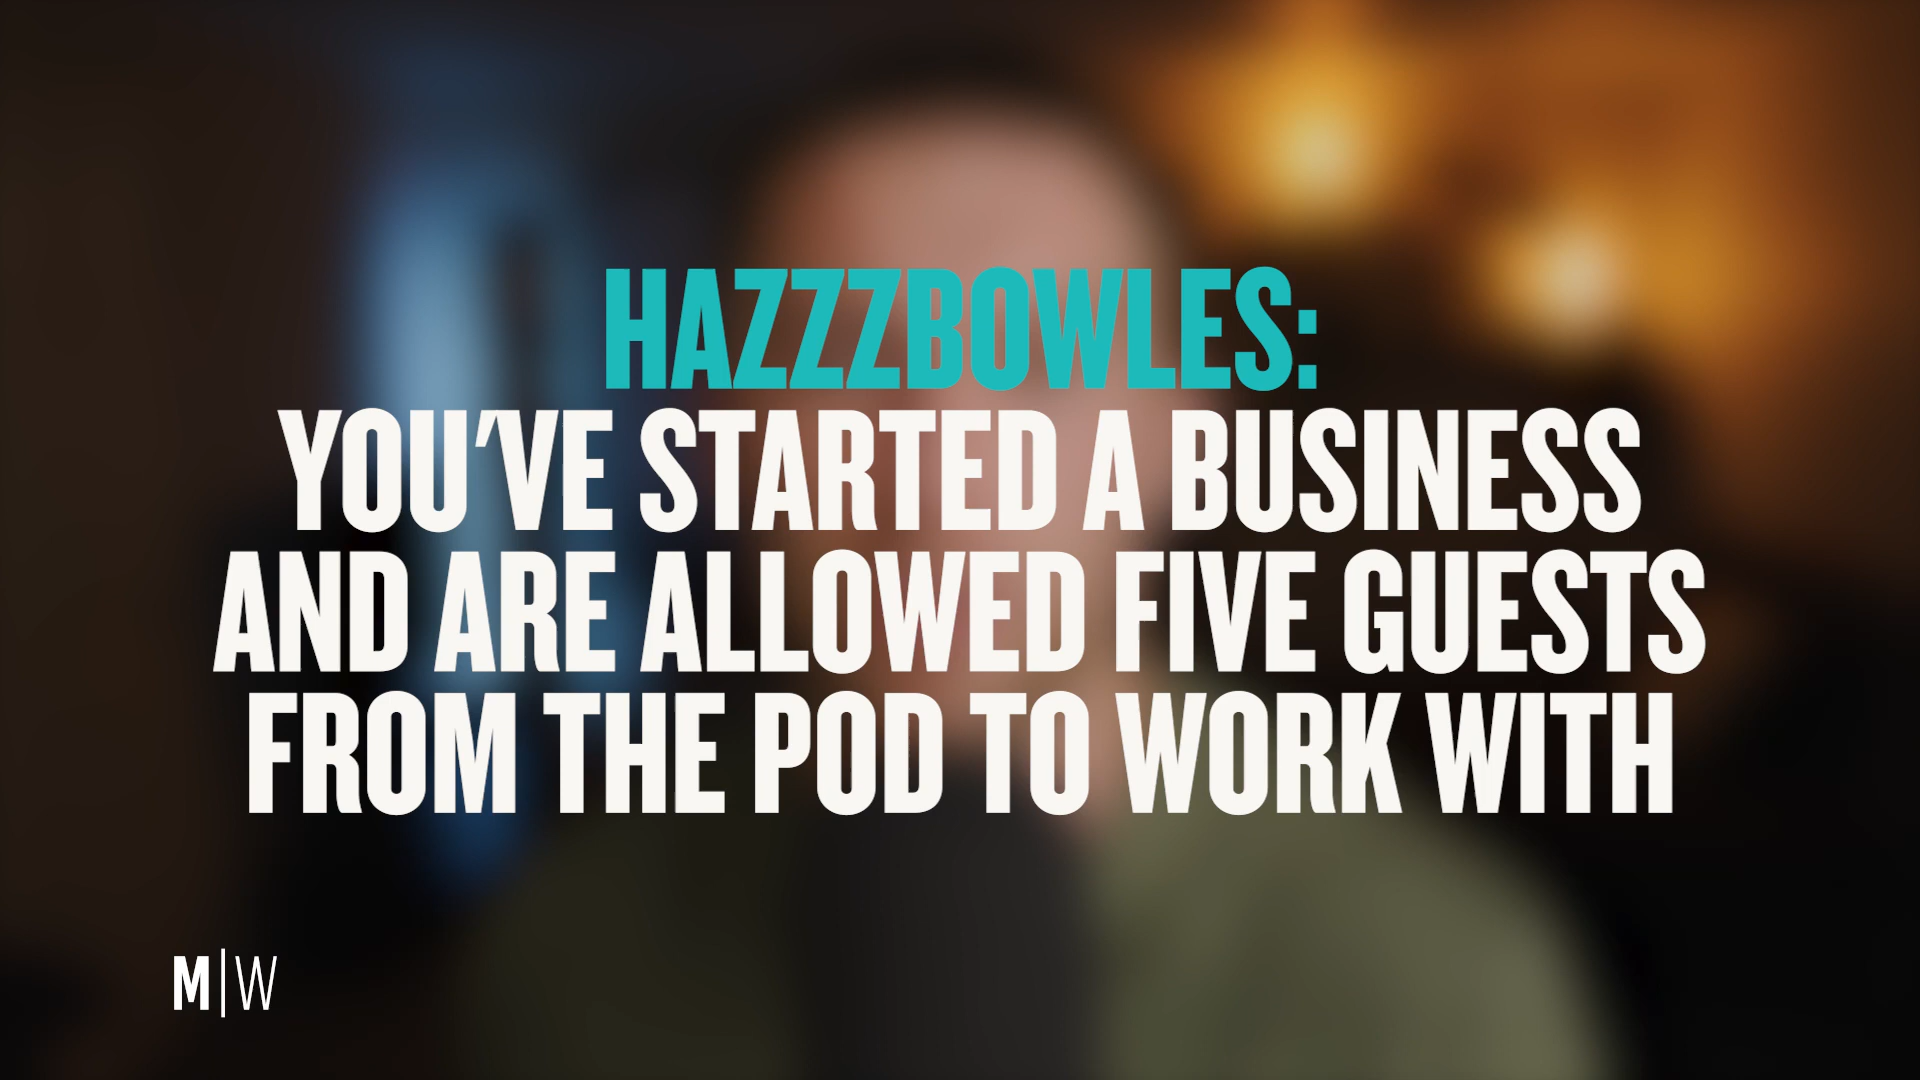 HAZZZBOWLES:
YOU'VE STARTED A BUSINESS
AND ARE ALLOWED FIVE GUESTS
FROM THE POD TO WORK WITH
M|W